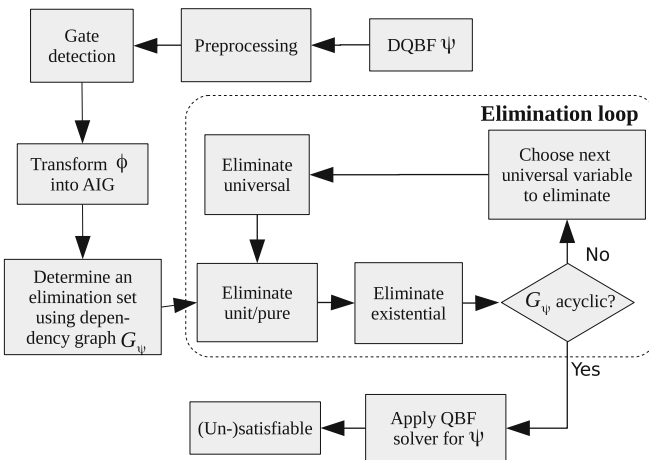 DQBF ψ
Preprocessing
Gate
detection
Transform ϕ
into AIG
Determine an
elimination set
using depen-
dency graph Gψ
Elimination loop
Eliminate
universal
Choose next
universal variable
to eliminate
Eliminate
unit/pure
Eliminate
existential
Gψ acyclic?
No
Yes
Apply QBF
solver for ψ
(Un-)satisfiable